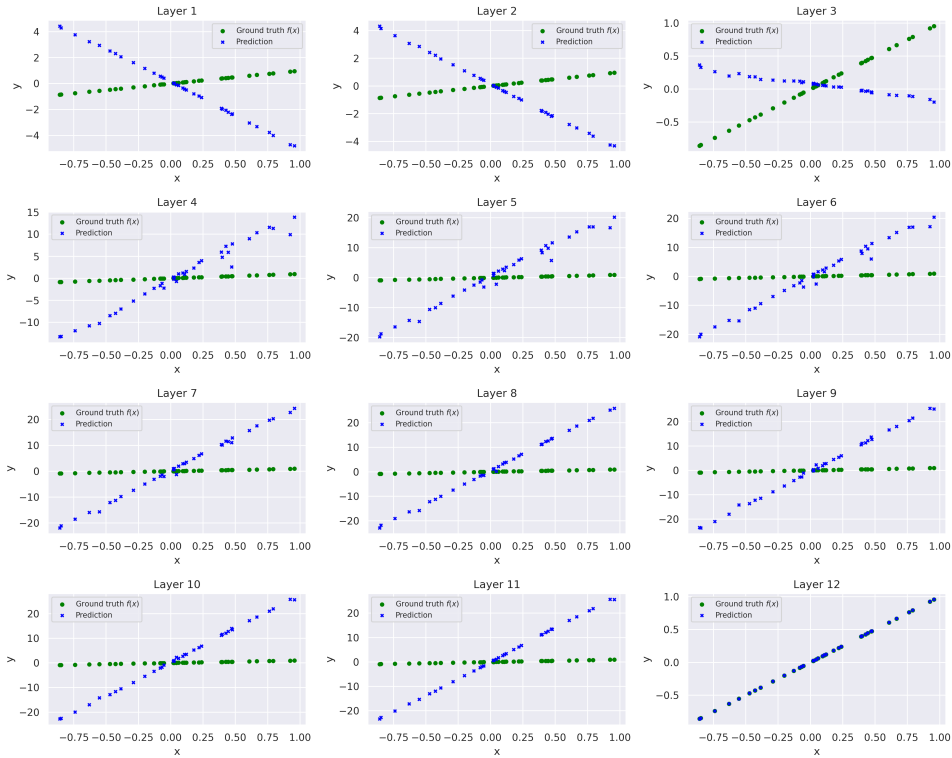 Layer 1
Layer 2
Layer 3
4
2
0
−2
−4
y
Ground truth f(x)
Prediction
−0.75 −0.50 −0.25 0.00 0.25 0.50 0.75 1.00
x
4
2
0
−2
−4
y
Ground truth f(x)
Prediction
−0.75 −0.50 −0.25 0.00 0.25 0.50 0.75 1.00
x
1.0
0.5
0.0
−0.5
y
Ground truth f(x)
Prediction
−0.75 −0.50 −0.25 0.00 0.25 0.50 0.75 1.00
x
Layer 4
Layer 5
Layer 6
15
10
5
0
−5
−10
y
Ground truth f(x)
Prediction
−0.75 −0.50 −0.25 0.00 0.25 0.50 0.75 1.00
x
20
10
0
−10
−20
y
Ground truth f(x)
Prediction
−0.75 −0.50 −0.25 0.00 0.25 0.50 0.75 1.00
x
20
10
0
−10
−20
y
Ground truth f(x)
Prediction
−0.75 −0.50 −0.25 0.00 0.25 0.50 0.75 1.00
x
Layer 7
Layer 8
Layer 9
20
10
0
−10
−20
y
Ground truth f(x)
Prediction
−0.75 −0.50 −0.25 0.00 0.25 0.50 0.75 1.00
x
20
10
0
−10
−20
y
Ground truth f(x)
Prediction
−0.75 −0.50 −0.25 0.00 0.25 0.50 0.75 1.00
x
20
10
0
−10
−20
y
Ground truth f(x)
Prediction
−0.75 −0.50 −0.25 0.00 0.25 0.50 0.75 1.00
x
Layer 10
Layer 11
Layer 12
20
10
0
−10
−20
y
Ground truth f(x)
Prediction
−0.75 −0.50 −0.25 0.00 0.25 0.50 0.75 1.00
x
20
10
0
−10
−20
y
Ground truth f(x)
Prediction
−0.75 −0.50 −0.25 0.00 0.25 0.50 0.75 1.00
x
1.0
0.5
0.0
−0.5
y
Ground truth f(x)
Prediction
−0.75 −0.50 −0.25 0.00 0.25 0.50 0.75 1.00
x